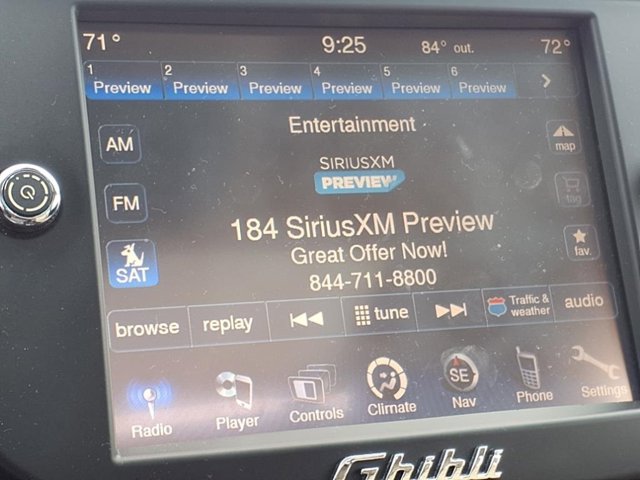 71° 9:25 84° out. 72°
1 2 3 4 5 6
Preview Preview Preview Preview Preview Preview
Entertainment
AM
map
SIRIUSXM
PREVIEW
FM
tag
184 SiriusXM Preview
fav.
Great Offer Now!
SAT
844-711-8800
browse replay tune Traffic & weather audio
Radio Player Controls Climate SE Nav Phone Settings
Ghibli